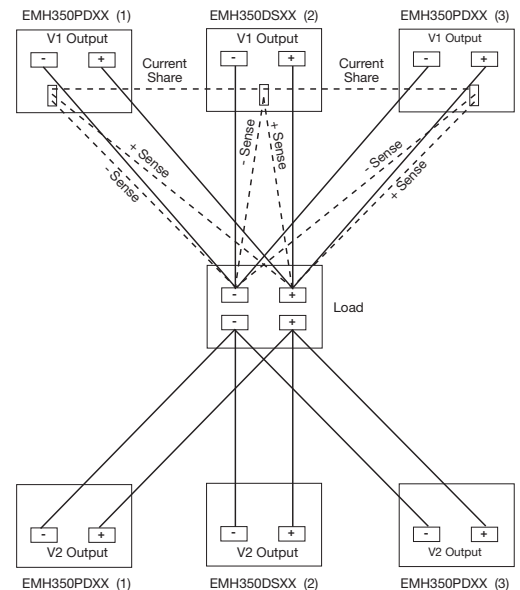 EMH350PDXX (1)
EMH350DSXX (2)
EMH350PDXX (3)
V1 Output
V1 Output
V1 Output
- +
- +
- +
Current
Share
Current
Share
- Sense
+ Sense
- Sense
+ Sense
- Sense
+ Sense
- +
Load
- +
- +
- +
- +
V2 Output
V2 Output
V2 Output
EMH350PDXX (1)
EMH350DSXX (2)
EMH350PDXX (3)